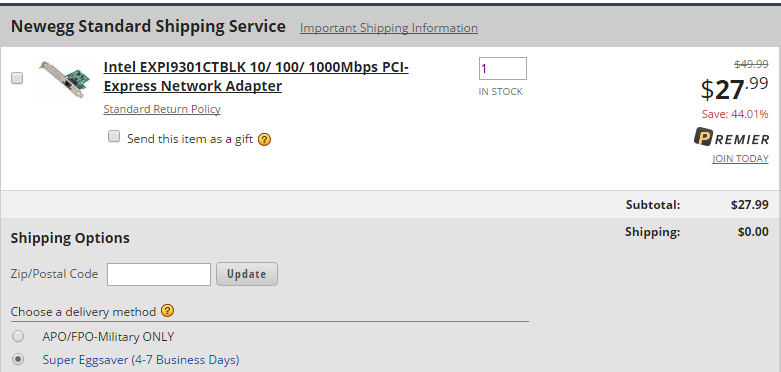 Newegg Standard Shipping Service Important Shipping Information
Intel EXPI9301CTBLK 10/ 100/ 1000Mbps PCI-
Express Network Adapter
Standard Return Policy
Send this item as a gift ?
1
IN STOCK
$49.99
$27.99
Save: 44.01%
PREMIER
JOIN TODAY
Subtotal: $27.99
Shipping: $0.00
Shipping Options
Zip/Postal Code Update
Choose a delivery method ?
APO/FPO-Military ONLY
Super Eggsaver (4-7 Business Days)